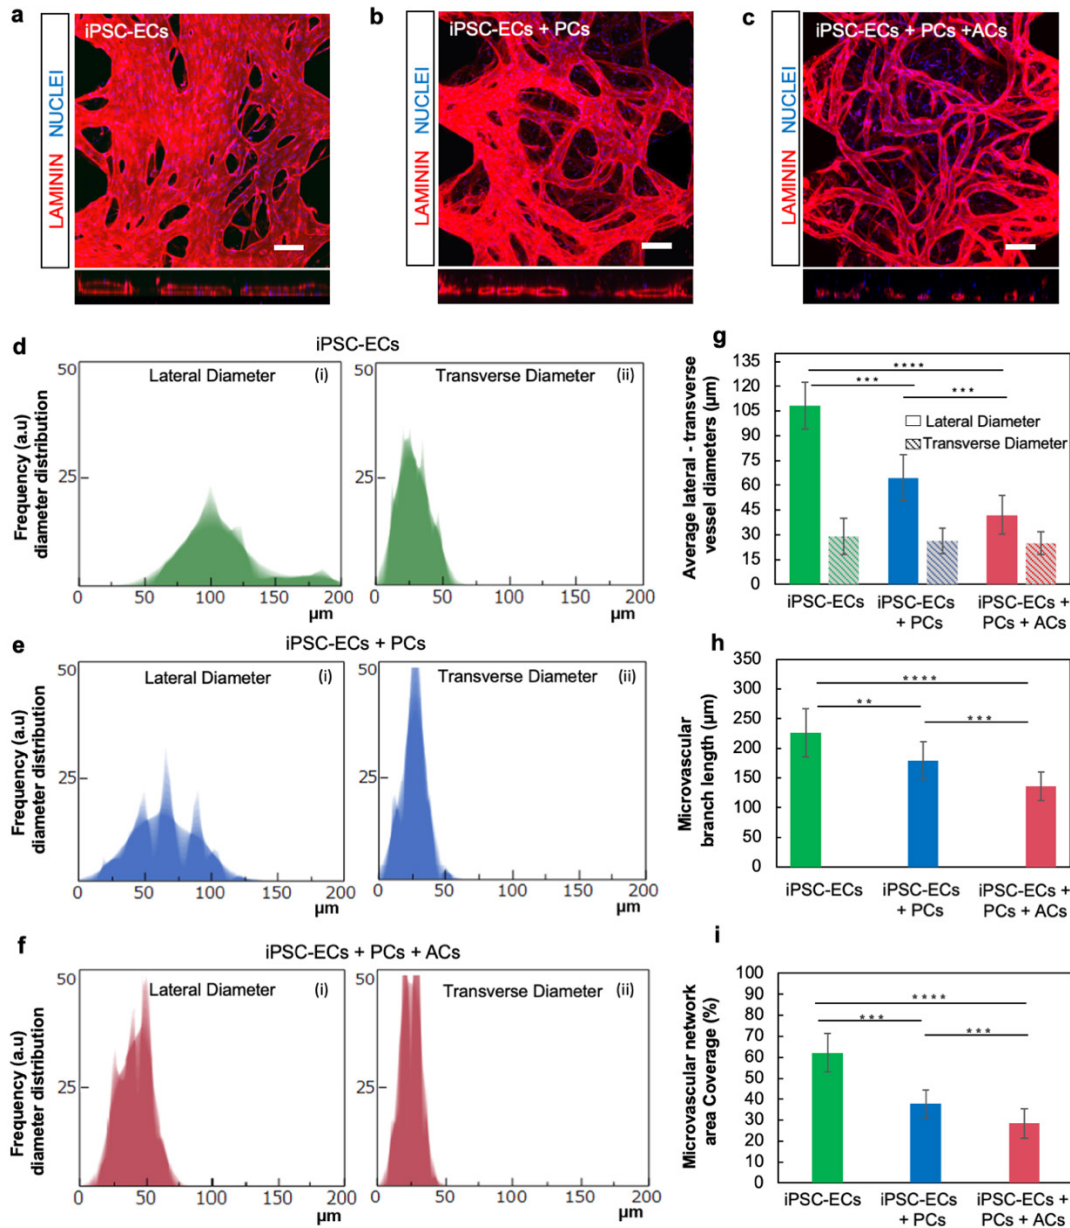 a
iPSC-ECs
LAMININ NUCLEI
b
iPSC-ECs + PCs
LAMININ NUCLEI
c
iPSC-ECs + PCs +ACs
LAMININ NUCLEI
d
iPSC-ECs
Frequency (a.u)
diameter distribution
50
25
Lateral Diameter
(i)
0 50 100 150 200
µm
50
25
Transverse Diameter
(ii)
0 50 100 150 200
µm
e
iPSC-ECs + PCs
Frequency (a.u)
diameter distribution
50
25
Lateral Diameter
(i)
0 50 100 150 200
µm
50
25
Transverse Diameter
(ii)
0 50 100 150 200
µm
f
iPSC-ECs + PCs + ACs
Frequency (a.u)
diameter distribution
50
25
Lateral Diameter
(i)
0 50 100 150 200
µm
50
25
Transverse Diameter
(ii)
0 50 100 150 200
µm
g
Average lateral - transverse
vessel diameters (µm)
135
120
105
90
75
60
45
30
15
0
****
*** ***
Lateral Diameter
Transverse Diameter
iPSC-ECs
iPSC-ECs
+ PCs
iPSC-ECs +
PCs + ACs
h
Microvascular
branch length (µm)
350
300
250
200
150
100
50
0
****
** ***
iPSC-ECs
iPSC-ECs
+ PCs
iPSC-ECs +
PCs + ACs
i
Microvascular network
area Coverage (%)
100
90
80
70
60
50
40
30
20
10
0
****
*** ***
iPSC-ECs
iPSC-ECs
+ PCs
iPSC-ECs +
PCs + ACs